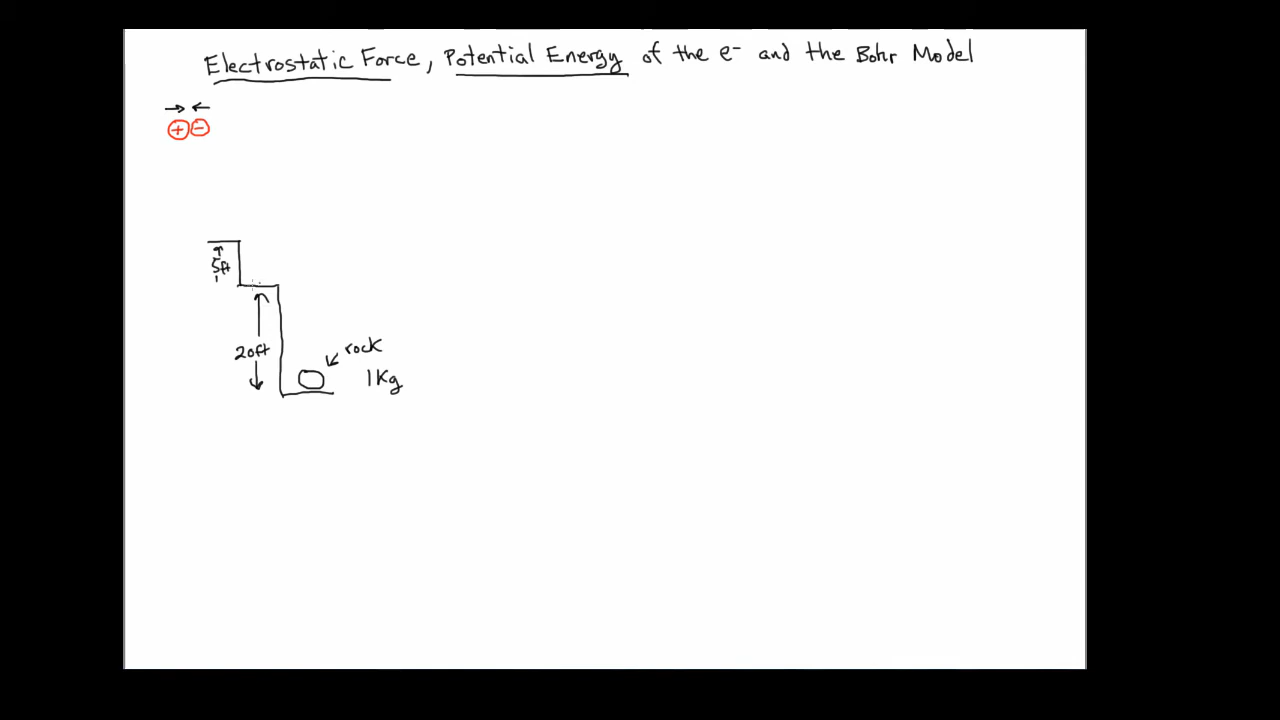 Electrostatic Force, Potential Energy of the e⁻ and the Bohr Model
+ −
5ft
20ft
rock
1Kg